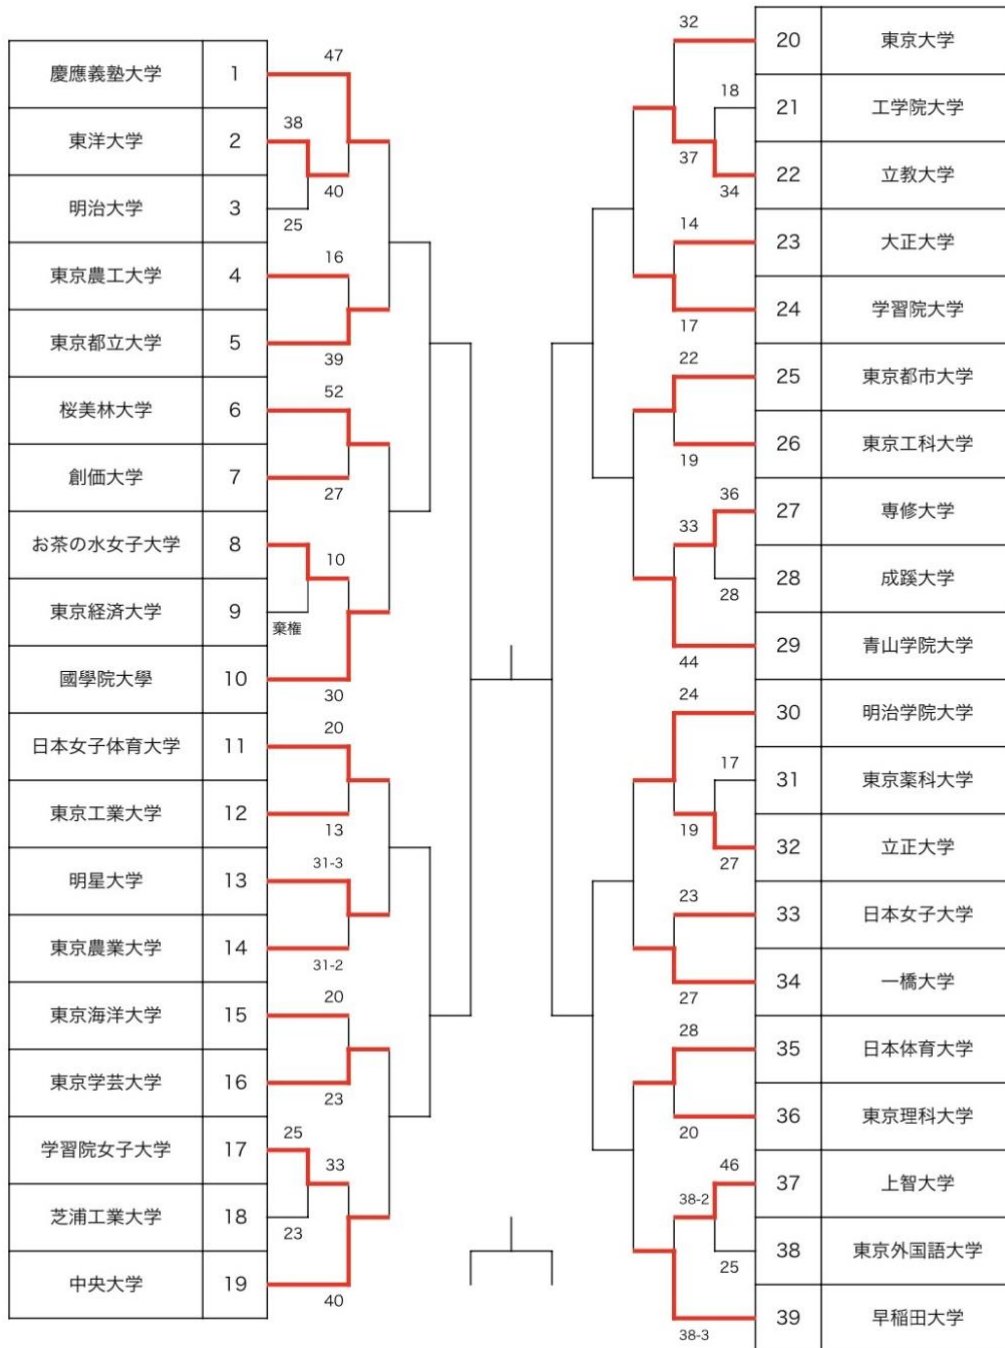 47
慶應義塾大学 1
38
東洋大学 2
40
明治大学 3
25
16
東京農工大学 4
東京都立大学 5
39
52
桜美林大学 6
創価大学 7
27
お茶の水女子大学 8
10
東京経済大学 9
棄権
國學院大學 10
30
20
日本女子体育大学 11
東京工業大学 12
13
31-3
明星大学 13
東京農業大学 14
31-2
20
東京海洋大学 15
東京学芸大学 16
23
25
学習院女子大学 17
33
芝浦工業大学 18
23
中央大学 19
40
32
20 東京大学
18
21 工学院大学
37
22 立教大学
34
14
23 大正大学
24 学習院大学
17
22
25 東京都市大学
26 東京工科大学
19
36
27 専修大学
33
28 成蹊大学
28
29 青山学院大学
44
24
30 明治学院大学
17
31 東京薬科大学
19
32 立正大学
27
23
33 日本女子大学
34 一橋大学
27
28
35 日本体育大学
36 東京理科大学
20
46
37 上智大学
38-2
38 東京外国語大学
25
39 早稲田大学
38-3